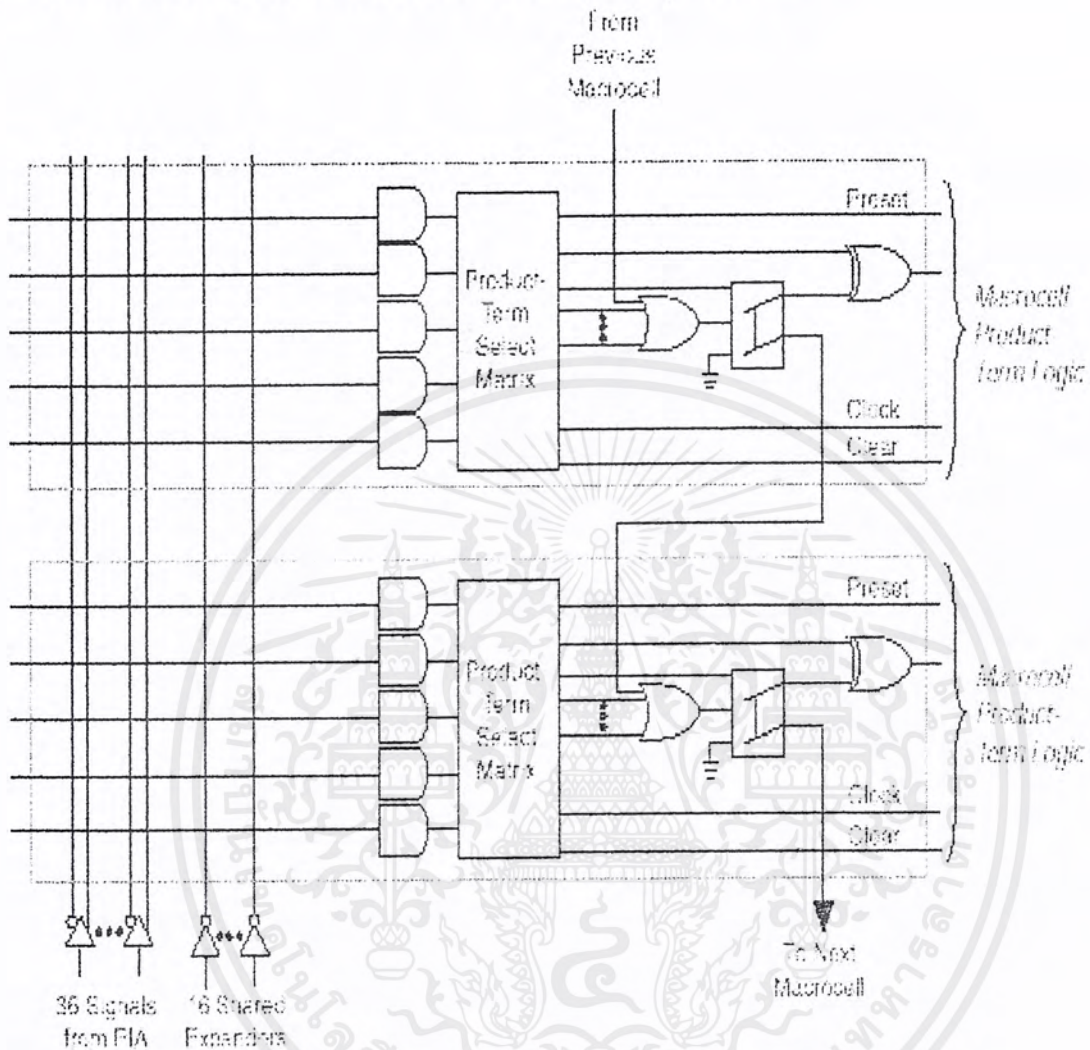 From
Previous
Macrocell
Preset
Product-
Term
Select
Matrix
Macrocell
Product-
Term Logic
Clock
Clear
Preset
Product
Term
Select
Matrix
Macrocell
Product-
Term Logic
Clock
Clear
To Next
Macrocell
36 Signals
from PIA
16 Shared
Expanders